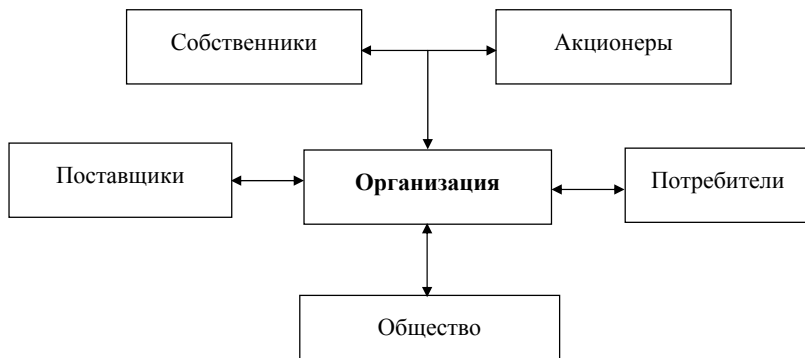 Собственники
Акционеры
Поставщики
Организация
Потребители
Общество